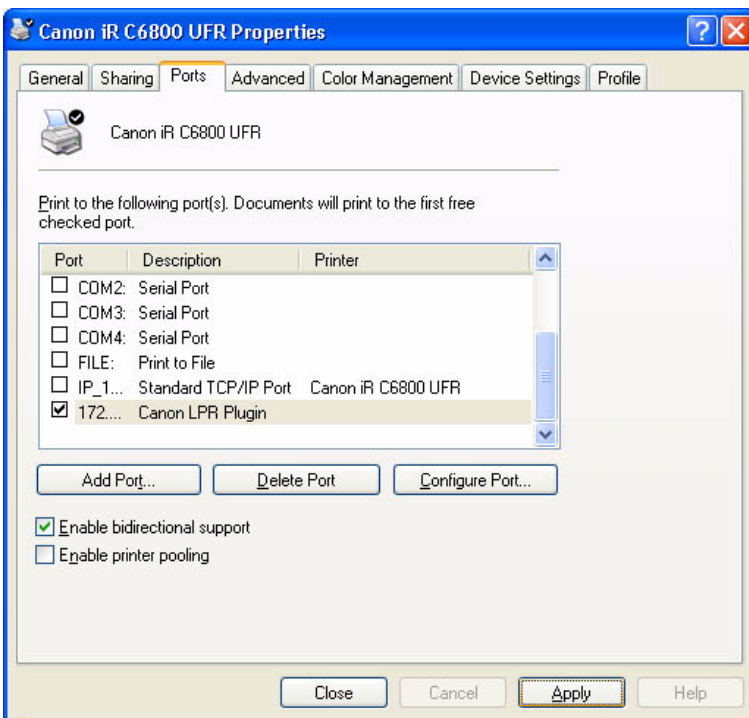 Canon iR C6800 UFR Properties
General Sharing Ports Advanced Color Management Device Settings Profile
Canon iR C6800 UFR
Print to the following port(s). Documents will print to the first free
checked port.
Port Description Printer
COM2: Serial Port
COM3: Serial Port
COM4: Serial Port
FILE: Print to File
IP_1... Standard TCP/IP Port Canon iR C6800 UFR
172.... Canon LPR Plugin
Add Port... Delete Port Configure Port...
Enable bidirectional support
Enable printer pooling
Close Cancel Apply Help